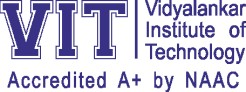 VIT
Vidyalankar
Institute of
Technology
Accredited A+ by NAAC